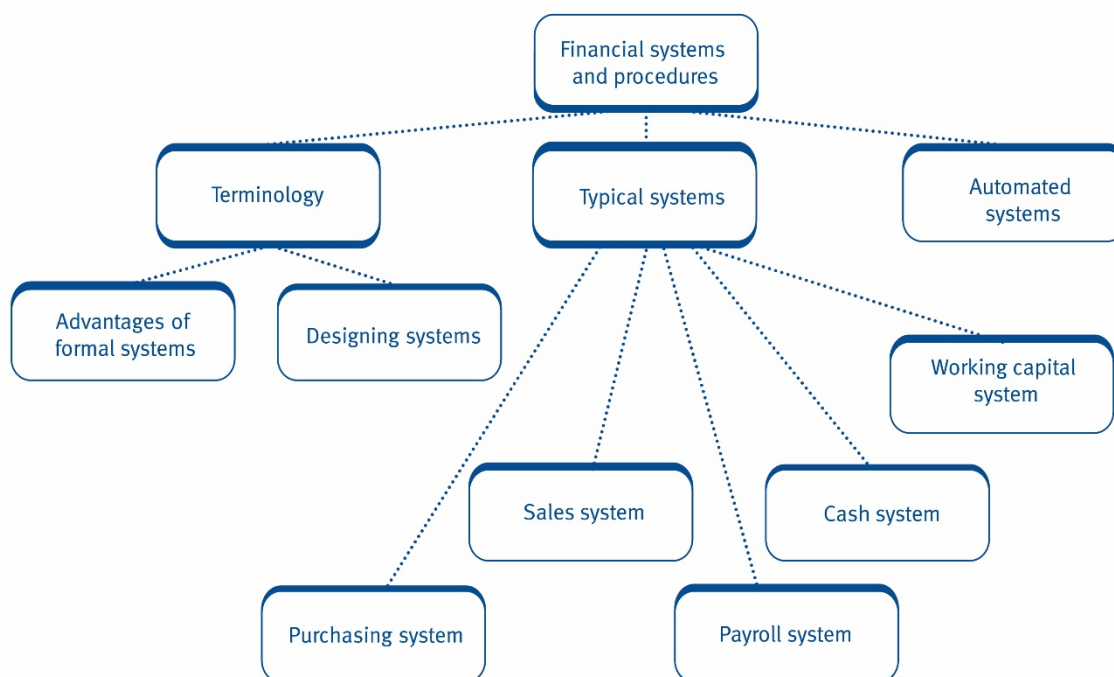 Financial systems
and procedures
Terminology
Typical systems
Automated
systems
Advantages of
formal systems
Designing systems
Working capital
system
Sales system
Cash system
Purchasing system
Payroll system